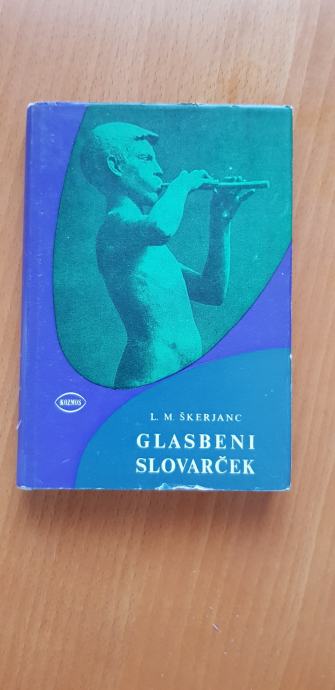 KOZMOS
L. M. ŠKERJANC
GLASBENI
SLOVARČEK